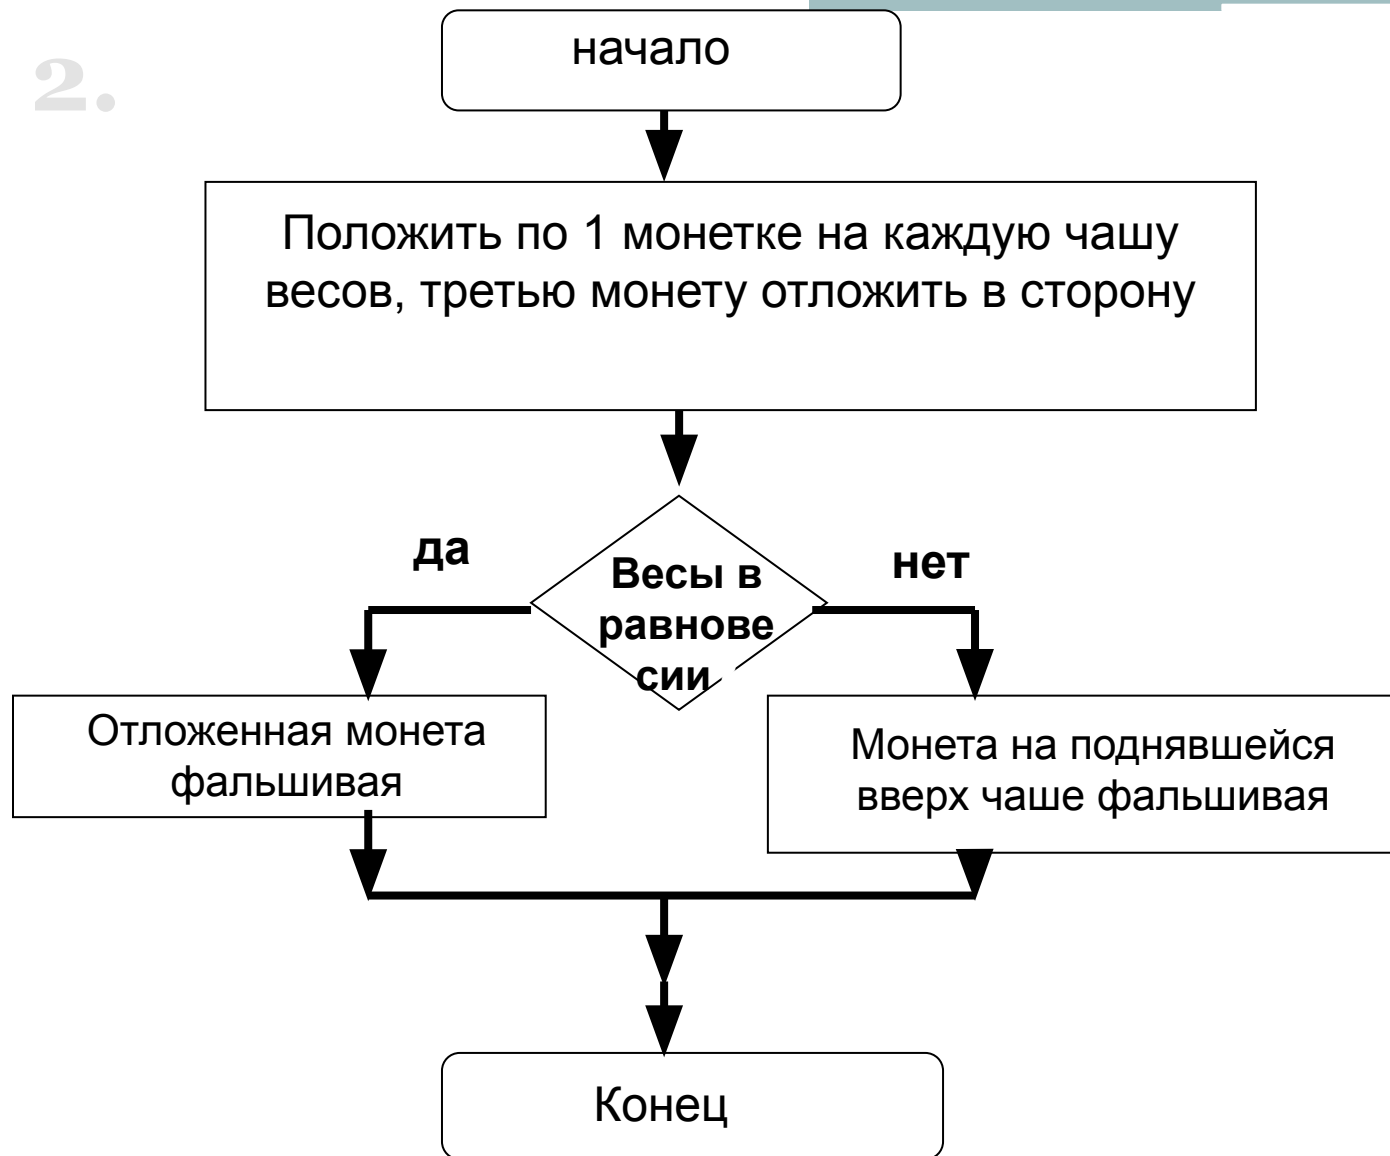 2.
начало
Положить по 1 монетке на каждую чашу
весов, третью монету отложить в сторону
да
нет
Весы в
равнове
сии
Отложенная монета
фальшивая
Монета на поднявшейся
вверх чаше фальшивая
Конец